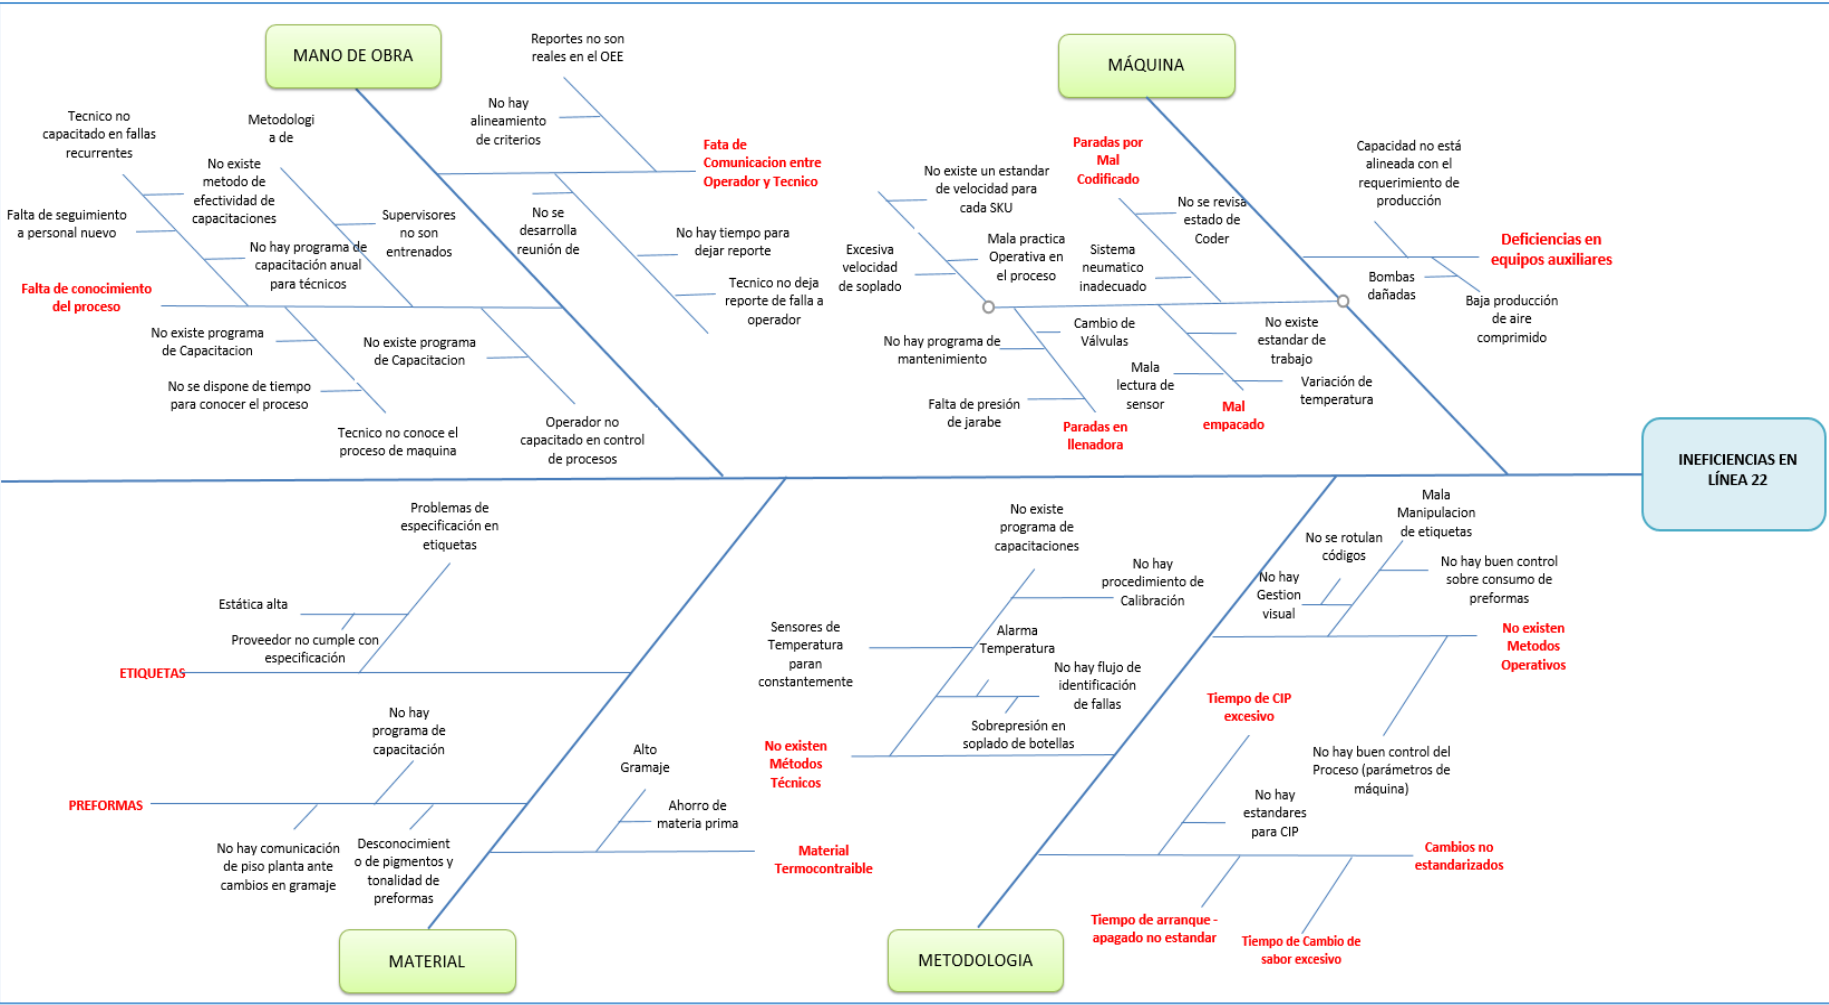 MANO DE OBRA
Reportes no son
reales en el OEE
No hay
alineamiento
de criterios
Fata de
Comunicacion entre
Operador y Tecnico
Tecnico no
capacitado en fallas
recurrentes
Metodologi
a de
No existe
metodo de
efectividad de
capacitaciones
Falta de seguimiento
a personal nuevo
Supervisores
no son
entrenados
No hay programa de
capacitación anual
para técnicos
No se
desarrolla
reunión de
No hay tiempo para
dejar reporte
Tecnico no deja
reporte de falla a
operador
Falta de conocimiento
del proceso
No existe programa
de Capacitacion
No existe programa
de Capacitacion
No se dispone de tiempo
para conocer el proceso
Tecnico no conoce el
proceso de maquina
Operador no
capacitado en control
de procesos
MÁQUINA
Paradas por
Mal
Codificado
Capacidad no está
alineada con el
requerimiento de
producción
No existe un estandar
de velocidad para
cada SKU
No se revisa
estado de
Coder
Excesiva
velocidad
de soplado
Mala practica
Operativa en
el proceso
Sistema
neumatico
inadecuado
Deficiencias en
equipos auxiliares
Bombas
dañadas
Baja producción
de aire
comprimido
No hay programa de
mantenimiento
Cambio de
Válvulas
No existe
estandar de
trabajo
Mala
lectura de
sensor
Variación de
temperatura
Falta de presión
de jarabe
Paradas en
llenadora
Mal
empacado
INEFICIENCIAS EN
LÍNEA 22
Problemas de
especificación en
etiquetas
Estática alta
Proveedor no cumple con
especificación
ETIQUETAS
No hay
programa de
capacitación
PREFORMAS
No hay comunicación
de piso planta ante
cambios en gramaje
Desconocimient
o de pigmentos y
tonalidad de
preformas
Alto
Gramaje
Ahorro de
materia prima
Material
Termocontraible
MATERIAL
No existe
programa de
capacitaciones
No hay
procedimiento de
Calibración
Sensores de
Temperatura
paran
constantemente
Alarma
Temperatura
No hay flujo de
identificación
de fallas
Sobrepresión en
soplado de botellas
No existen
Métodos
Técnicos
Mala
Manipulacion
de etiquetas
No se rotulan
códigos
No hay
Gestion
visual
No hay buen control
sobre consumo de
preformas
No existen
Metodos
Operativos
Tiempo de CIP
excesivo
No hay buen control del
Proceso (parámetros de
máquina)
No hay
estandares
para CIP
Cambios no
estandarizados
Tiempo de arranque -
apagado no estandar
Tiempo de Cambio de
sabor excesivo
METODOLOGIA